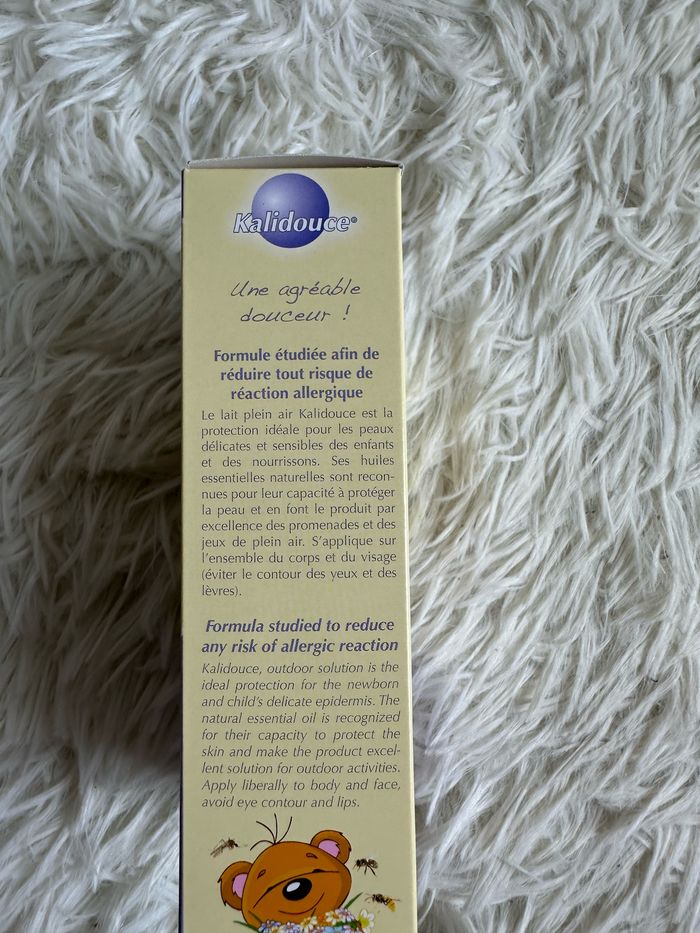 Kalidouce®
Une agréable
douceur !
Formule étudiée afin de
réduire tout risque de
réaction allergique
Le lait plein air Kalidouce est la
protection idéale pour les peaux
délicates et sensibles des enfants
et des nourrissons. Ses huiles
essentielles naturelles sont recon-
nues pour leur capacité à protéger
la peau et en font le produit par
excellence des promenades et des
jeux de plein air. S'applique sur
l'ensemble du corps et du visage
(éviter le contour des yeux et des
lèvres).
Formula studied to reduce
any risk of allergic reaction
Kalidouce, outdoor solution is the
ideal protection for the newborn
and child's delicate epidermis. The
natural essential oil is recognized
for their capacity to protect the
skin and make the product excel-
lent solution for outdoor activities.
Apply liberally to body and face,
avoid eye contour and lips.